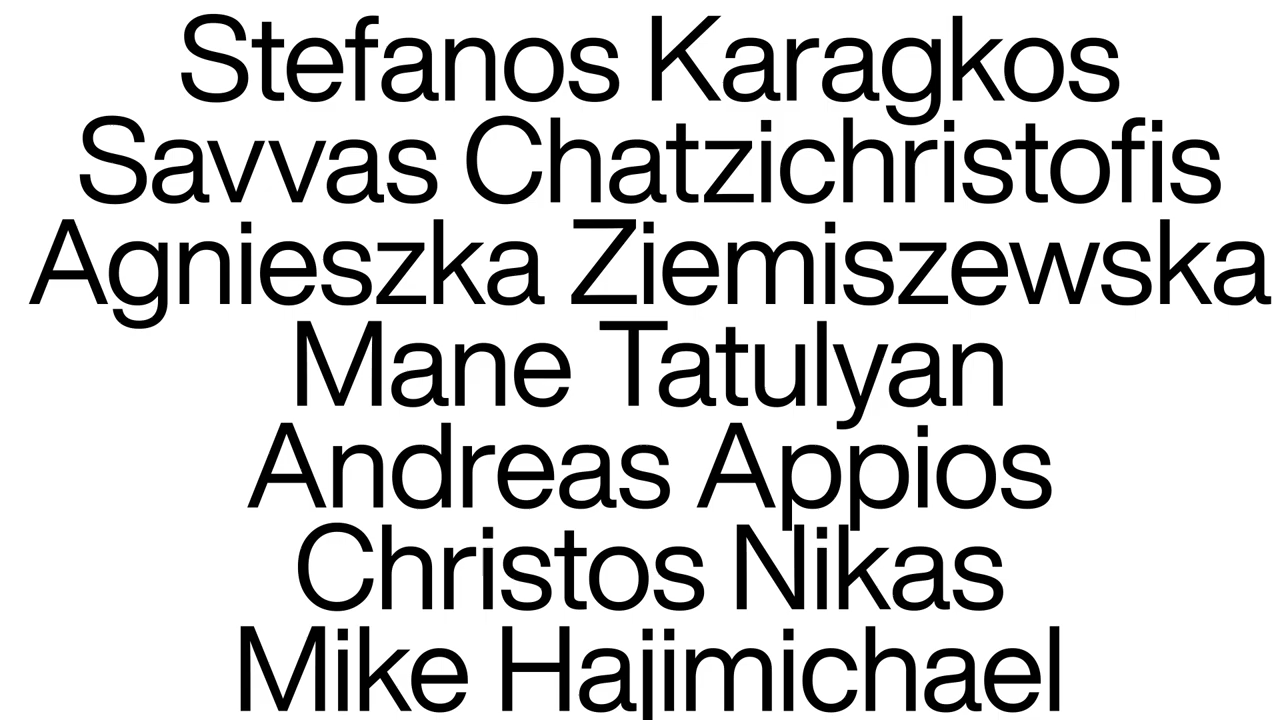 Stefanos Karagkos
Savvas Chatzichristofis
Agnieszka Ziemiszewska
Mane Tatulyan
Andreas Appios
Christos Nikas
Mike Hajimichael